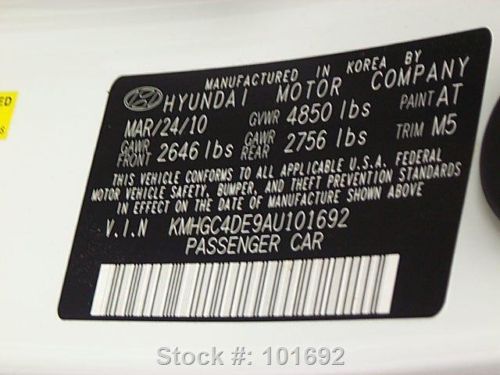 MANUFACTURED IN KOREA BY
HYUNDAI MOTOR COMPANY
MAR/24/10 GVWR 4850 lbs PAINT AT
GAWR FRONT 2646 lbs GAWR REAR 2756 lbs TRIM M5
THIS VEHICLE CONFORMS TO ALL APPLICABLE U.S.A. FEDERAL
MOTOR VEHICLE SAFETY, BUMPER, AND THEFT PREVENTION STANDARDS
IN EFFECT ON THE DATE OF MANUFACTURE SHOWN ABOVE
V.I.N KMHGC4DE9AU101692
PASSENGER CAR
Stock #: 101692